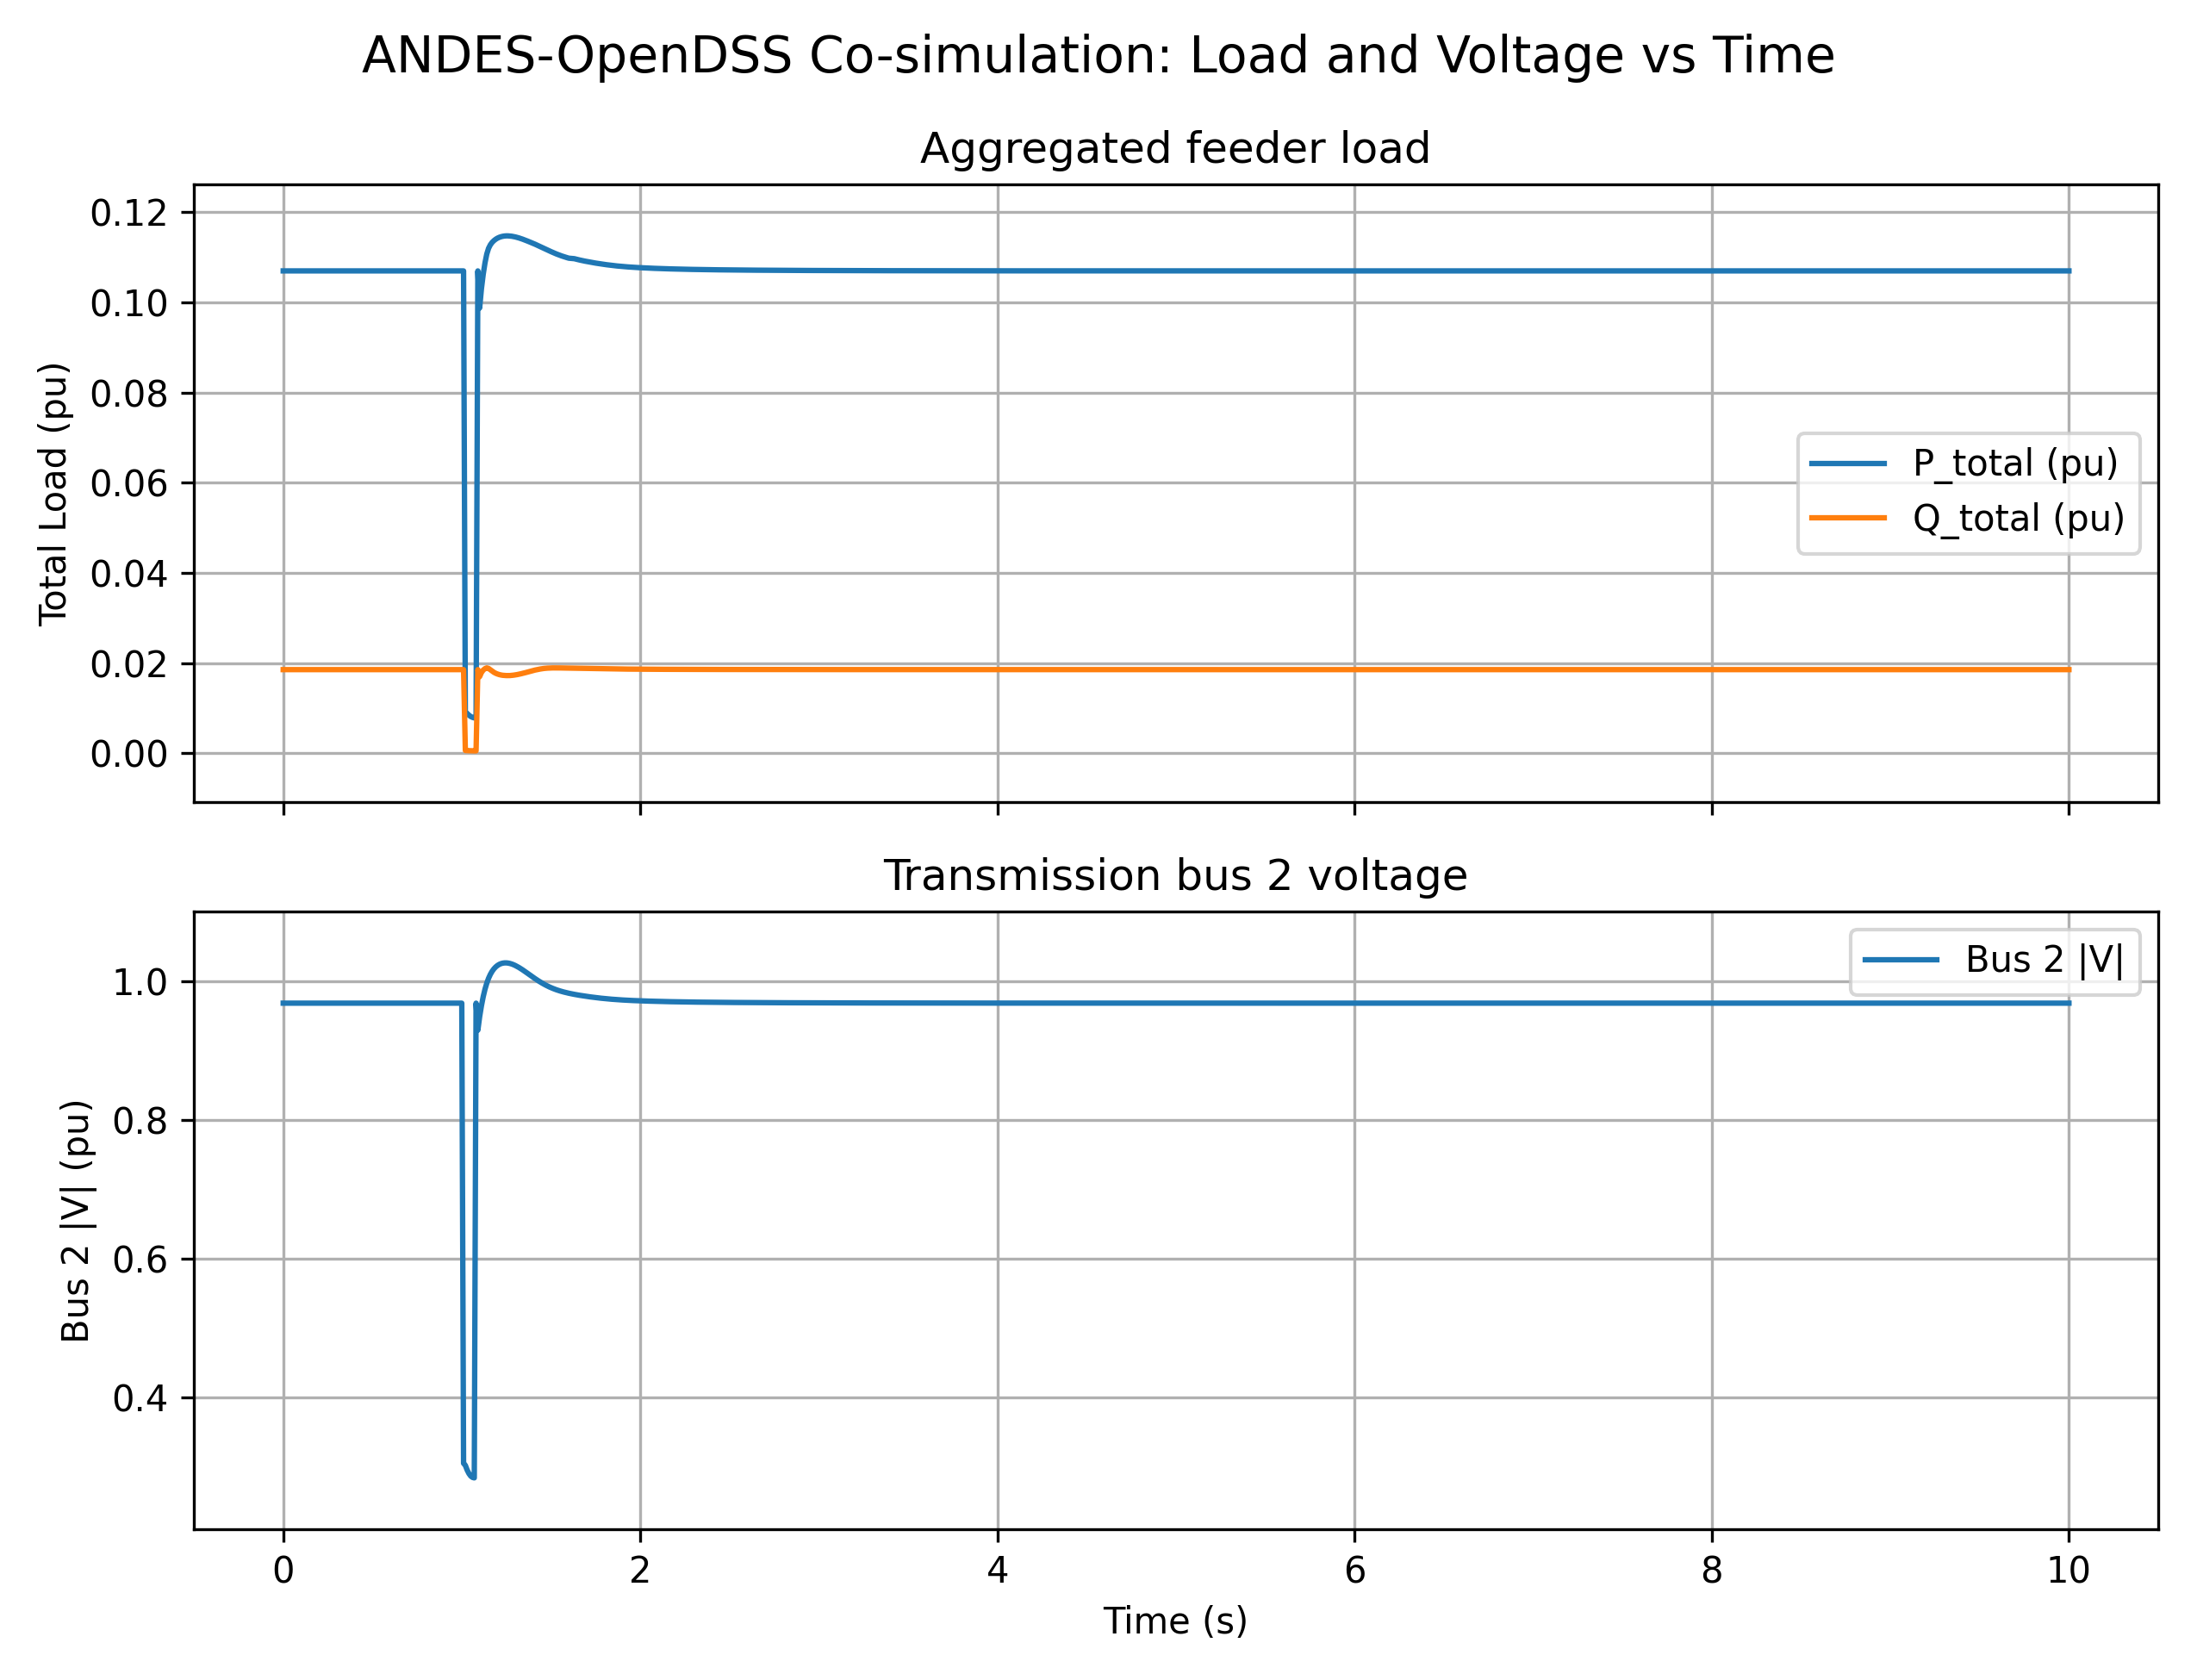 ANDES-OpenDSS Co-simulation: Load and Voltage vs Time
Aggregated feeder load
Total Load (pu)
0.12
0.10
0.08
0.06
0.04
0.02
0.00
P_total (pu)
Q_total (pu)
Transmission bus 2 voltage
Bus 2 |V| (pu)
1.0
0.8
0.6
0.4
Bus 2 |V|
0 2 4 6 8 10
Time (s)